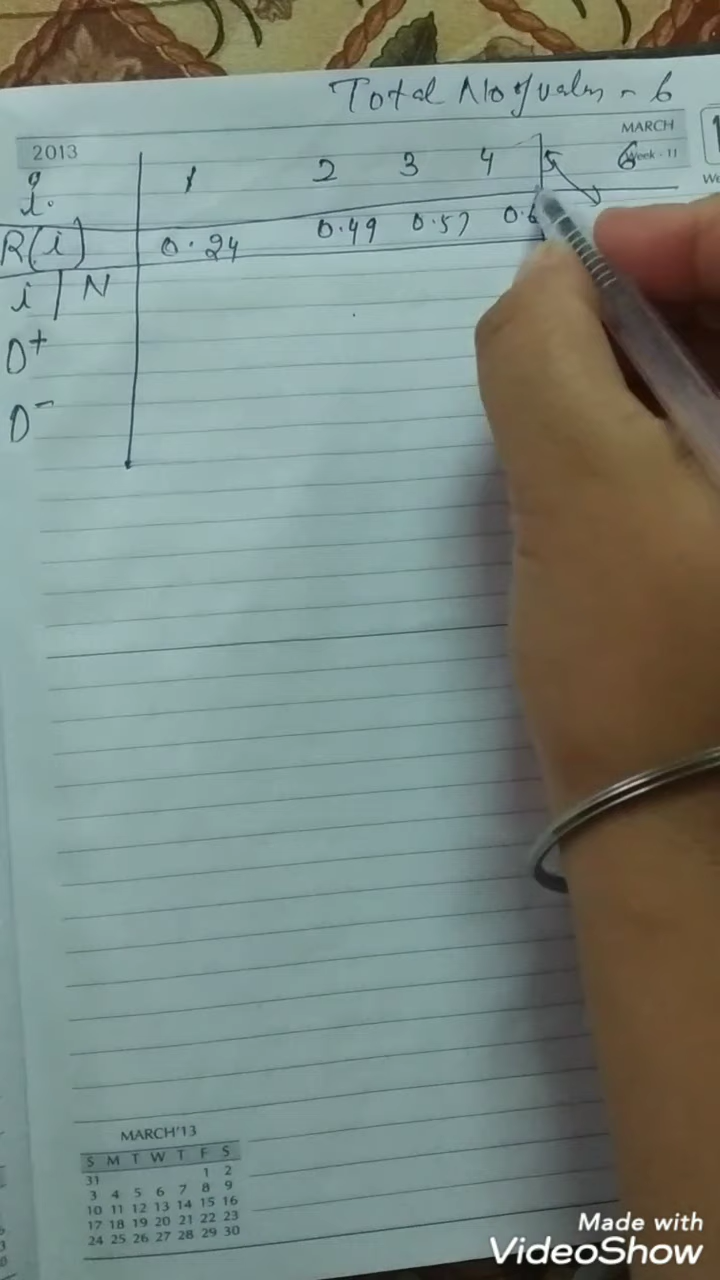 Total No of values - 6
2013
MARCH
Week - 11
i 1 2 3 4 5 6
R(i) 0.24 0.49 0.57 0.6
i/N
D+
D-
MARCH'13
S M T W T F S
31 1 2
3 4 5 6 7 8 9
10 11 12 13 14 15 16
17 18 19 20 21 22 23
24 25 26 27 28 29 30
Made with
VideoShow